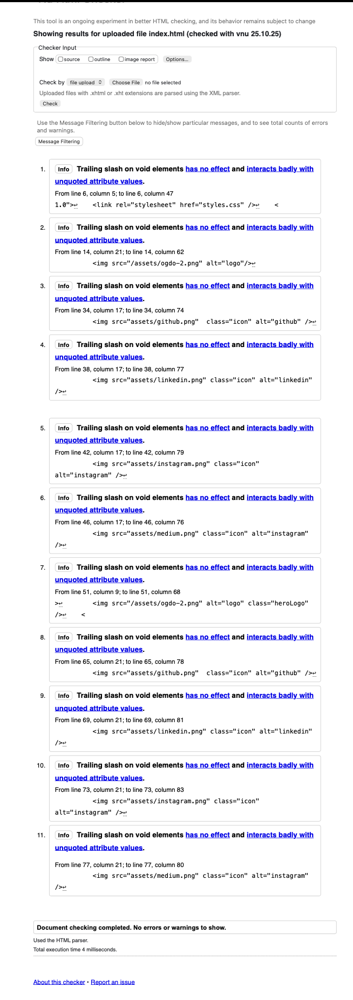 This tool is an ongoing experiment in better HTML checking, and its behavior remains subject to change
Showing results for uploaded file index.html (checked with vnu 25.10.25)
Checker Input
Show source outline image report Options...
Check by file upload Choose File no file selected
Uploaded files with .xhtml or .xht extensions are parsed using the XML parser.
Check
Use the Message Filtering button below to hide/show particular messages, and to see total counts of errors
and warnings.
Message Filtering
1. Info Trailing slash on void elements has no effect and interacts badly with
unquoted attribute values.
From line 6, column 5; to line 6, column 47
1.0">↩    <link rel="stylesheet" href="styles.css" />↩    <
2. Info Trailing slash on void elements has no effect and interacts badly with
unquoted attribute values.
From line 14, column 21; to line 14, column 62
<img src="/assets/ogdo-2.png" alt="logo"/>↩
3. Info Trailing slash on void elements has no effect and interacts badly with
unquoted attribute values.
From line 34, column 17; to line 34, column 74
<img src="assets/github.png"  class="icon" alt="github" />↩
4. Info Trailing slash on void elements has no effect and interacts badly with
unquoted attribute values.
From line 38, column 17; to line 38, column 77
<img src="assets/linkedin.png" class="icon" alt="linkedin"
/>↩
5. Info Trailing slash on void elements has no effect and interacts badly with
unquoted attribute values.
From line 42, column 17; to line 42, column 79
<img src="assets/instagram.png" class="icon"
alt="instagram" />↩
6. Info Trailing slash on void elements has no effect and interacts badly with
unquoted attribute values.
From line 46, column 17; to line 46, column 76
<img src="assets/medium.png" class="icon" alt="instagram"
/>↩
7. Info Trailing slash on void elements has no effect and interacts badly with
unquoted attribute values.
From line 51, column 9; to line 51, column 68
>↩        <img src="/assets/ogdo-2.png" alt="logo" class="heroLogo"
/>↩    <
8. Info Trailing slash on void elements has no effect and interacts badly with
unquoted attribute values.
From line 65, column 21; to line 65, column 78
<img src="assets/github.png"  class="icon" alt="github" />↩
9. Info Trailing slash on void elements has no effect and interacts badly with
unquoted attribute values.
From line 69, column 21; to line 69, column 81
<img src="assets/linkedin.png" class="icon" alt="linkedin"
/>↩
10. Info Trailing slash on void elements has no effect and interacts badly with
unquoted attribute values.
From line 73, column 21; to line 73, column 83
<img src="assets/instagram.png" class="icon"
alt="instagram" />↩
11. Info Trailing slash on void elements has no effect and interacts badly with
unquoted attribute values.
From line 77, column 21; to line 77, column 80
<img src="assets/medium.png" class="icon" alt="instagram"
/>↩
Document checking completed. No errors or warnings to show.
Used the HTML parser.
Total execution time 4 milliseconds.
About this checker • Report an issue